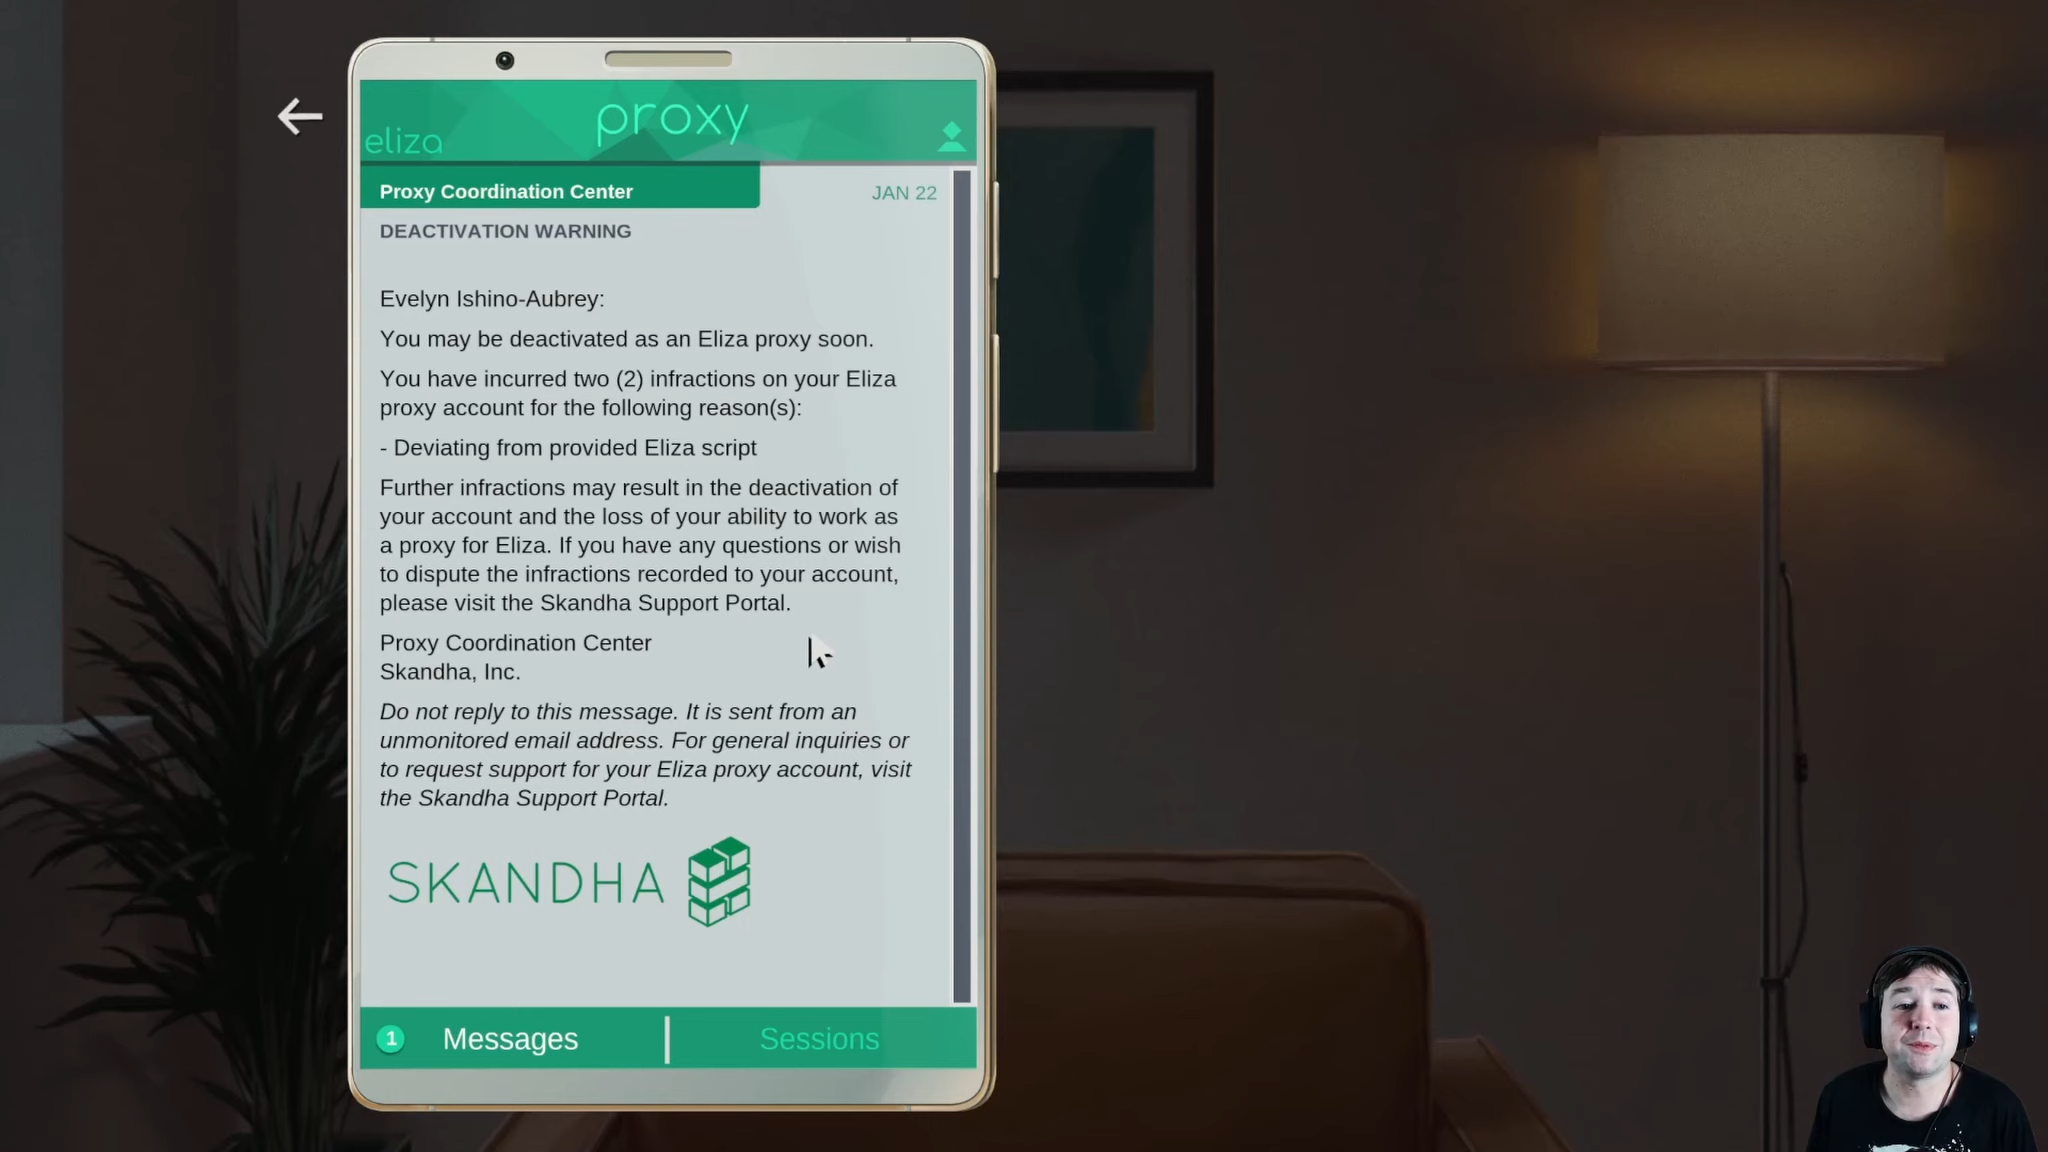 proxy
eliza
Proxy Coordination Center
JAN 22
DEACTIVATION WARNING
Evelyn Ishino-Aubrey:
You may be deactivated as an Eliza proxy soon.
You have incurred two (2) infractions on your Eliza
proxy account for the following reason(s):
- Deviating from provided Eliza script
Further infractions may result in the deactivation of
your account and the loss of your ability to work as
a proxy for Eliza. If you have any questions or wish
to dispute the infractions recorded to your account,
please visit the Skandha Support Portal.
Proxy Coordination Center
Skandha, Inc.
Do not reply to this message. It is sent from an
unmonitored email address. For general inquiries or
to request support for your Eliza proxy account, visit
the Skandha Support Portal.
SKANDHA
1 Messages
Sessions